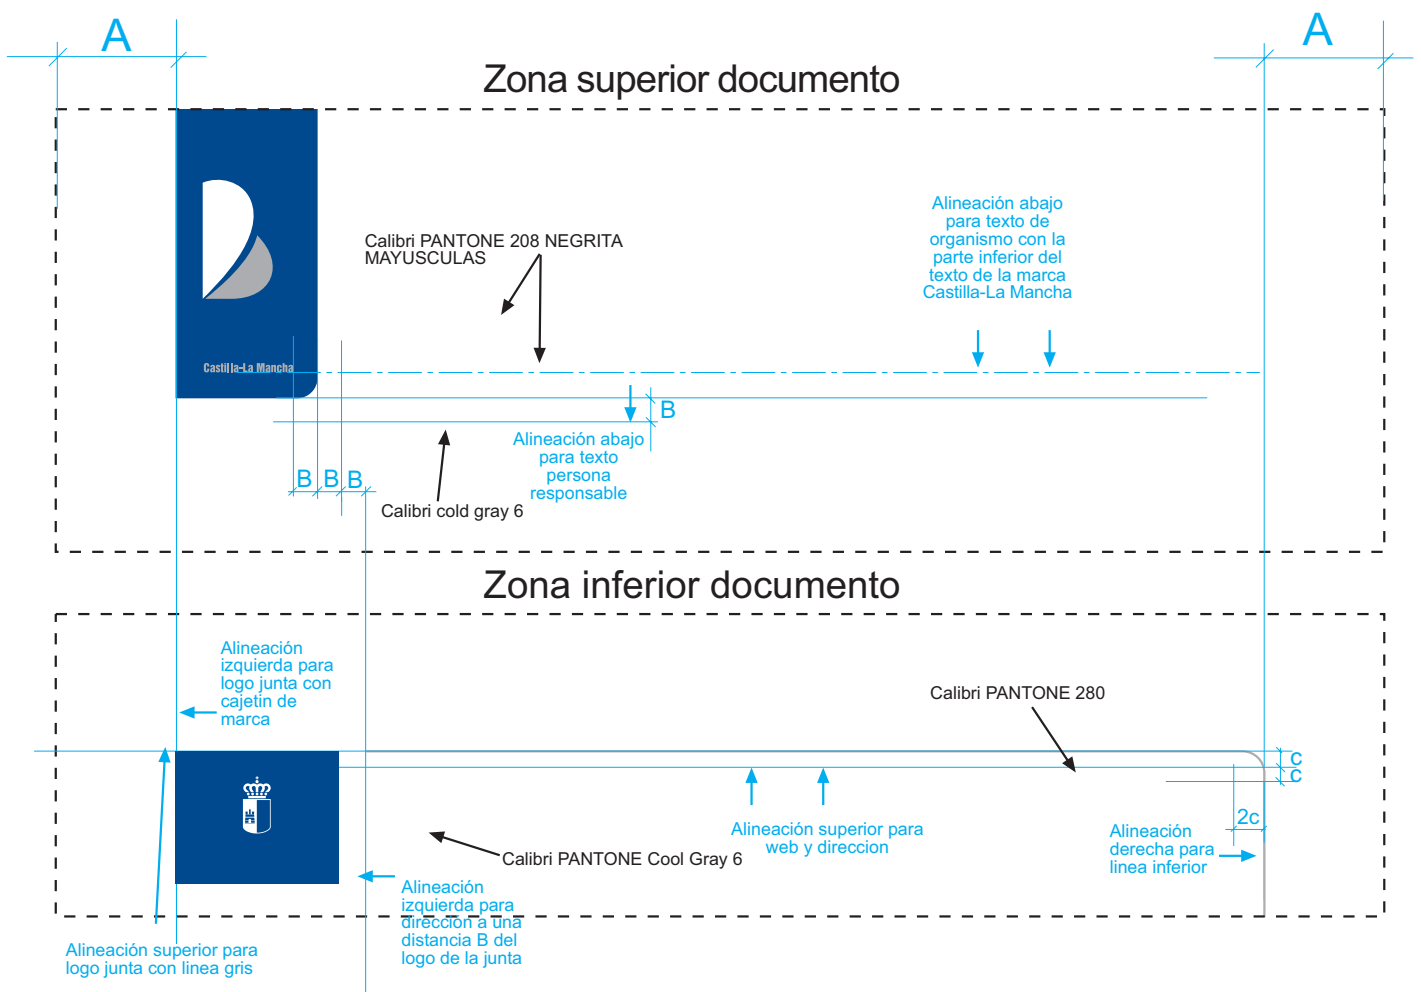 A
A
Zona superior documento
Calibri PANTONE 208 NEGRITA
MAYUSCULAS
Alineación abajo
para texto de
organismo con la
parte inferior del
texto de la marca
Castilla-La Mancha
Castilla-La Mancha
B
Alineación abajo
para texto
persona
responsable
B B B
Calibri cold gray 6
Zona inferior documento
Alineación
izquierda para
logo junta con
cajetin de
marca
Calibri PANTONE 280
c
c
2c
Alineación superior para
web y direccion
Alineación
derecha para
linea inferior
Calibri PANTONE Cool Gray 6
Alineación
izquierda para
dirección a una
distancia B del
logo de la junta
Alineación superior para
logo junta con linea gris